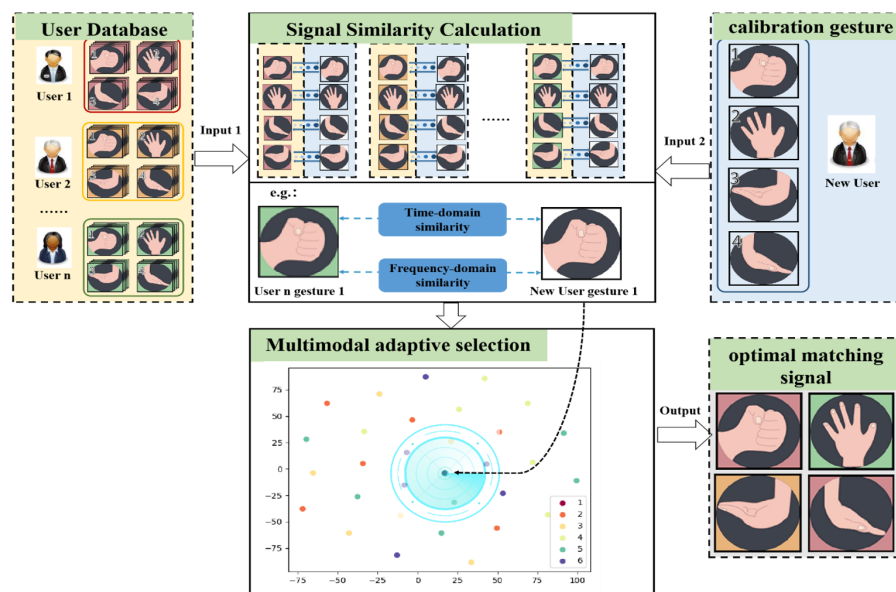 User Database
User 1
User 2
......
User n
Input 1
Signal Similarity Calculation
......
e.g.:
Time-domain
similarity
Frequency-domain
similarity
User n gesture 1
New User gesture 1
calibration gesture
1
2
3
4
New User
Input 2
Multimodal adaptive selection
75
50
25
0
-25
-50
-75
-75
-50
-25
0
25
50
75
100
1
2
3
4
5
6
Output
optimal matching
signal